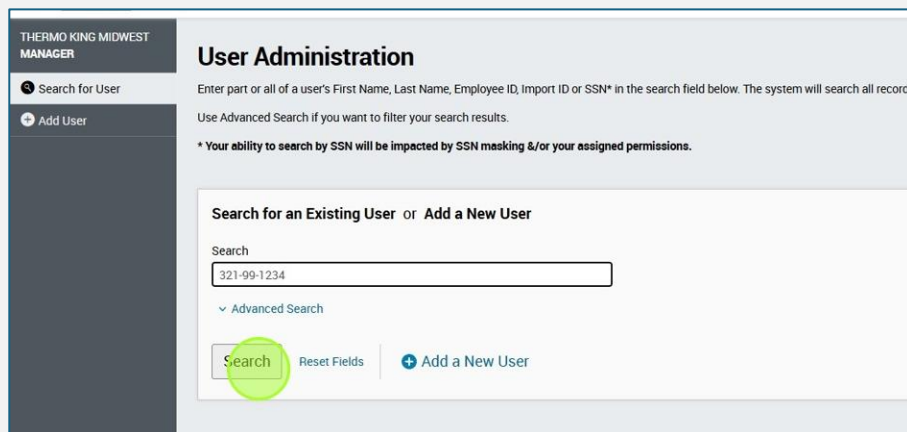 THERMO KING MIDWEST
MANAGER
Search for User
Add User
User Administration
Enter part or all of a user's First Name, Last Name, Employee ID, Import ID or SSN* in the search field below. The system will search all record
Use Advanced Search if you want to filter your search results.
* Your ability to search by SSN will be impacted by SSN masking &/or your assigned permissions.
Search for an Existing User or Add a New User
Search
321-99-1234
Advanced Search
Search Reset Fields Add a New User